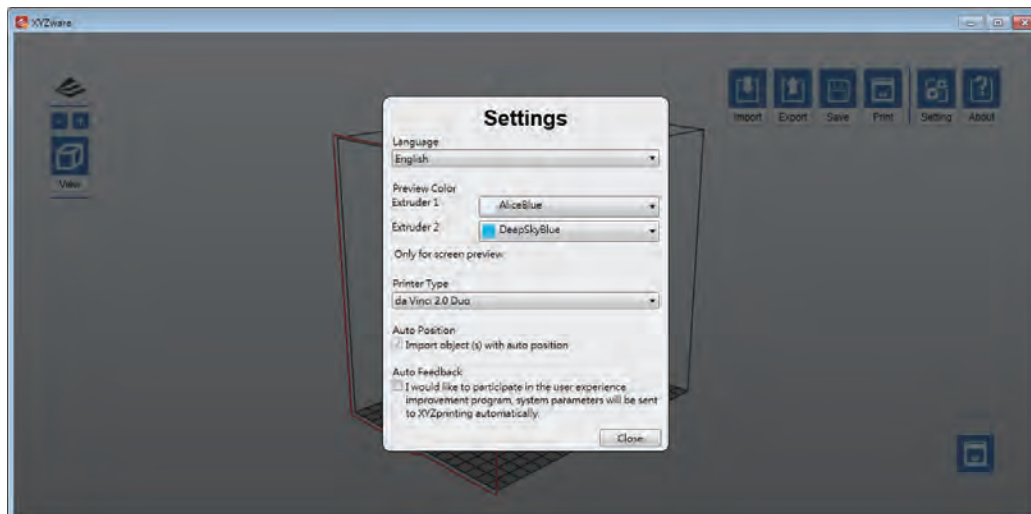 XYZware
Import Export Save Print Setting About
View
Settings
Language
English
Preview Color
Extruder 1 AliceBlue
Extruder 2 DeepSkyBlue
Only for screen preview
Printer Type
da Vinci 2.0 Duo
Auto Position
Import object (s) with auto position
Auto Feedback
I would like to participate in the user experience
improvement program, system parameters will be sent
to XYZprinting automatically.
Close